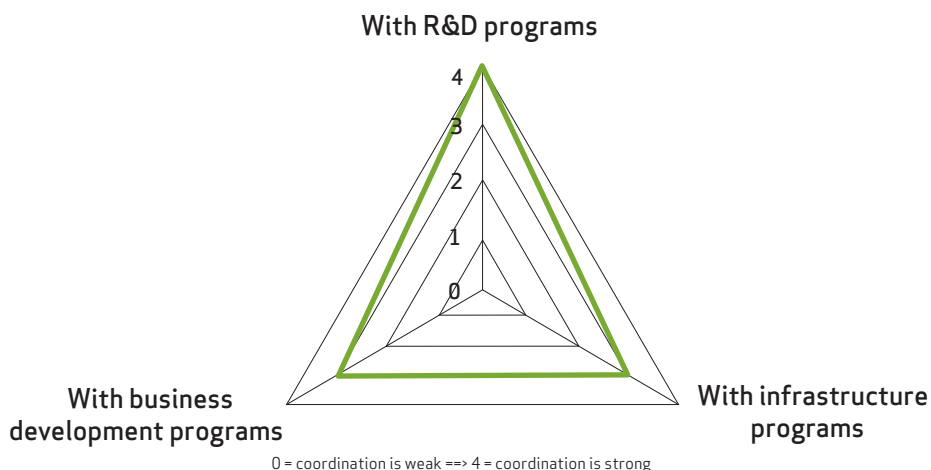 With R&D programs
4
3
2
1
0
With business
development programs
With infrastructure
programs
0 = coordination is weak ==> 4 = coordination is strong